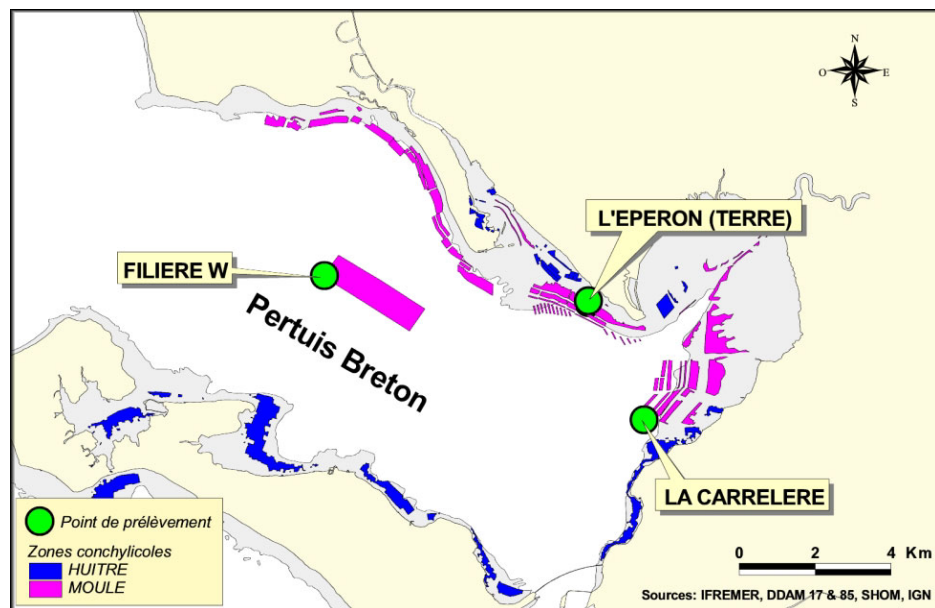 N
O E
S
L'EPERON (TERRE)
FILIERE W
Pertuis Breton
LA CARRELERE
Point de prélèvement
Zones conchylicoles
HUITRE
MOULE
0 2 4 Km
Sources: IFREMER, DDAM 17 & 85, SHOM, IGN